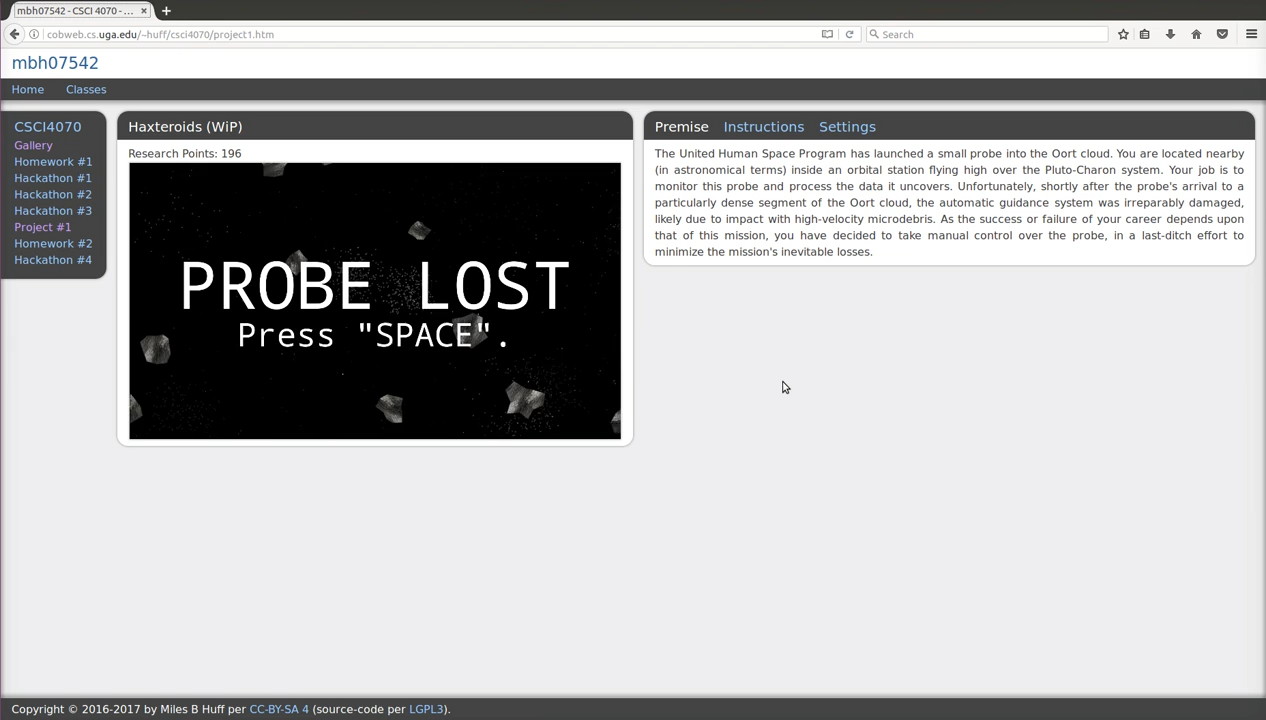 mbh07542 - CSCI 4070 - ...
cobweb.cs.uga.edu/~huff/csci4070/project1.htm
Search
mbh07542
Home Classes
CSCI4070
Gallery
Homework #1
Hackathon #1
Hackathon #2
Hackathon #3
Project #1
Homework #2
Hackathon #4
Haxteroids (WiP)
Research Points: 196
PROBE LOST
Press "SPACE".
Premise Instructions Settings
The United Human Space Program has launched a small probe into the Oort cloud. You are located nearby
(in astronomical terms) inside an orbital station flying high over the Pluto-Charon system. Your job is to
monitor this probe and process the data it uncovers. Unfortunately, shortly after the probe's arrival to a
particularly dense segment of the Oort cloud, the automatic guidance system was irreparably damaged,
likely due to impact with high-velocity microdebris. As the success or failure of your career depends upon
that of this mission, you have decided to take manual control over the probe, in a last-ditch effort to
minimize the mission's inevitable losses.
Copyright © 2016-2017 by Miles B Huff per CC-BY-SA 4 (source-code per LGPL3).